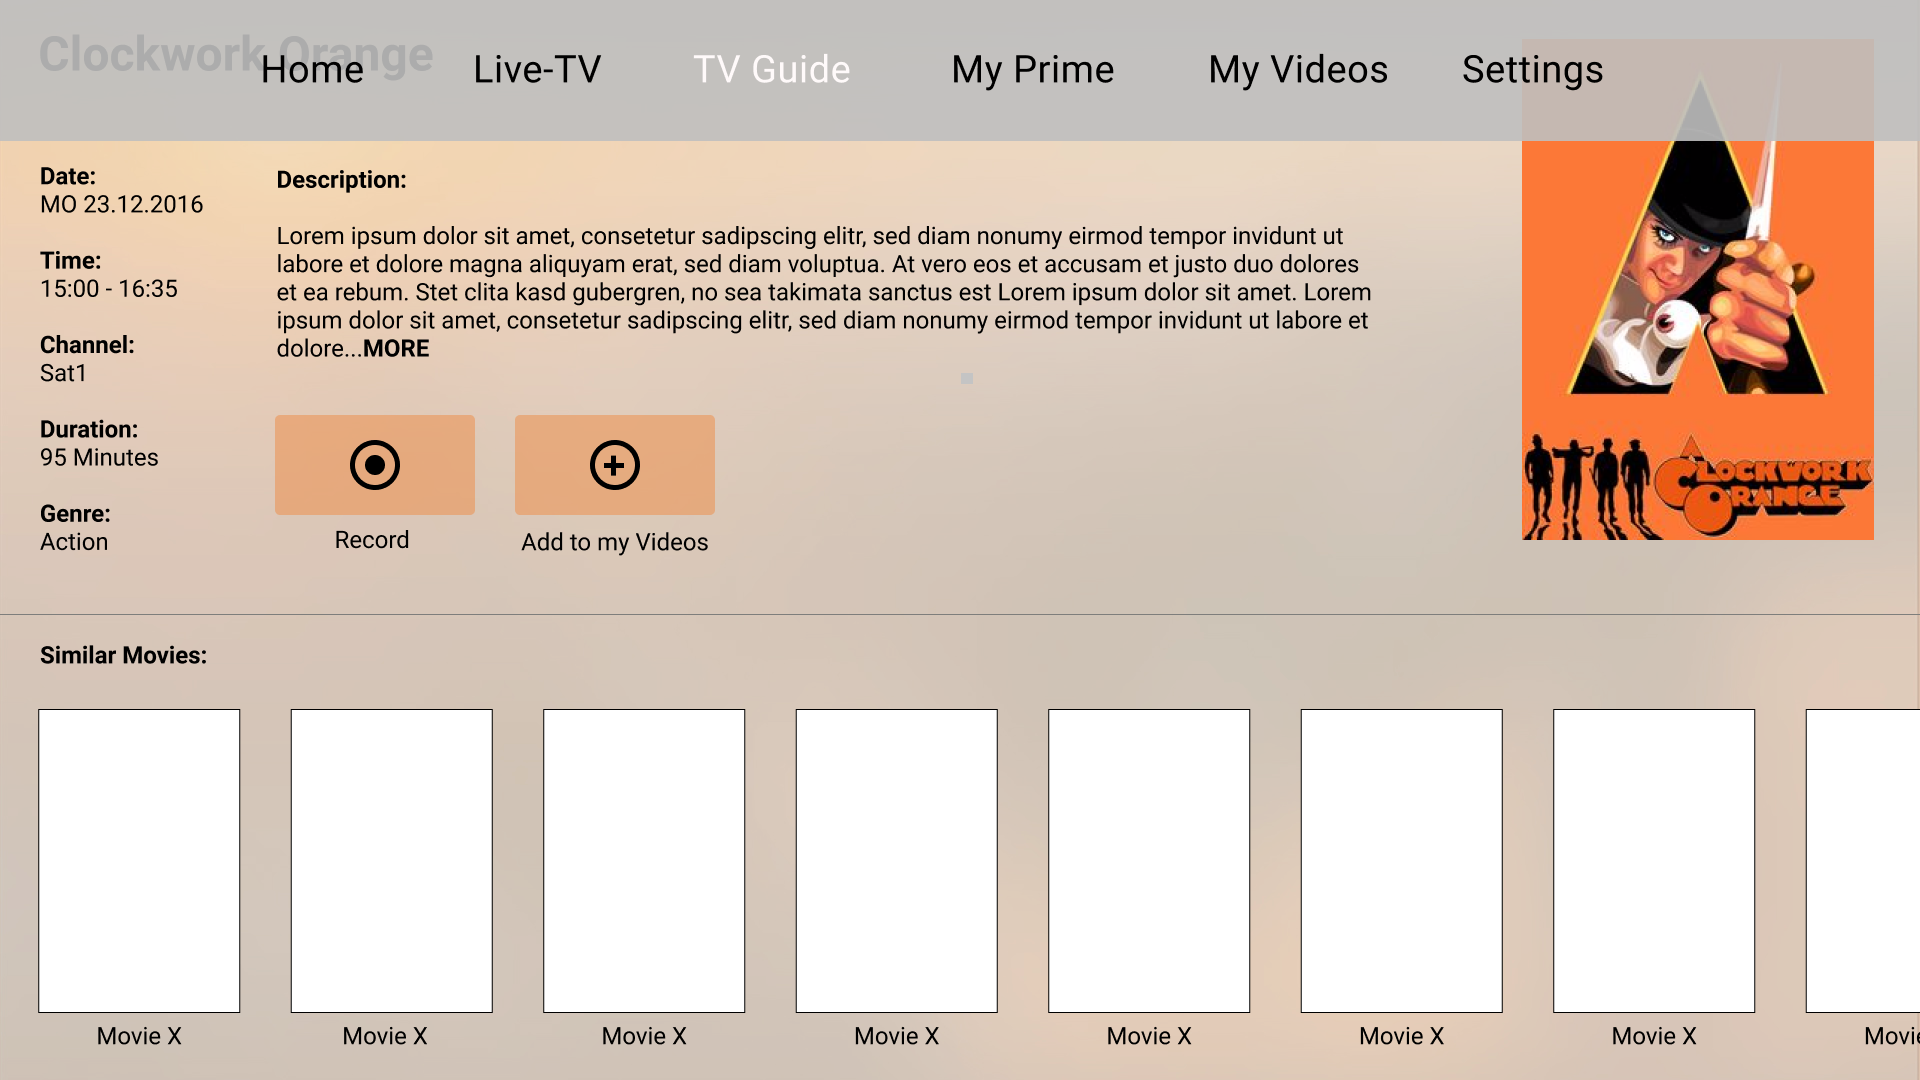 Clockwork Orange
Home Live-TV TV Guide My Prime My Videos Settings
Date:
MO 23.12.2016
Time:
15:00 - 16:35
Channel:
Sat1
Duration:
95 Minutes
Genre:
Action
Description:
Lorem ipsum dolor sit amet, consetetur sadipscing elitr, sed diam nonumy eirmod tempor invidunt ut
labore et dolore magna aliquyam erat, sed diam voluptua. At vero eos et accusam et justo duo dolores
et ea rebum. Stet clita kasd gubergren, no sea takimata sanctus est Lorem ipsum dolor sit amet. Lorem
ipsum dolor sit amet, consetetur sadipscing elitr, sed diam nonumy eirmod tempor invidunt ut labore et
dolore...MORE
Record
Add to my Videos
A
CLOCKWORK
ORANGE
Similar Movies:
Movie X Movie X Movie X Movie X Movie X Movie X Movie X Movie